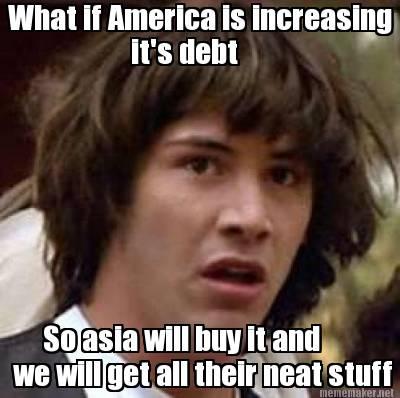 What if America is increasing
it's debt
So asia will buy it and
we will get all their neat stuff
mememaker.net